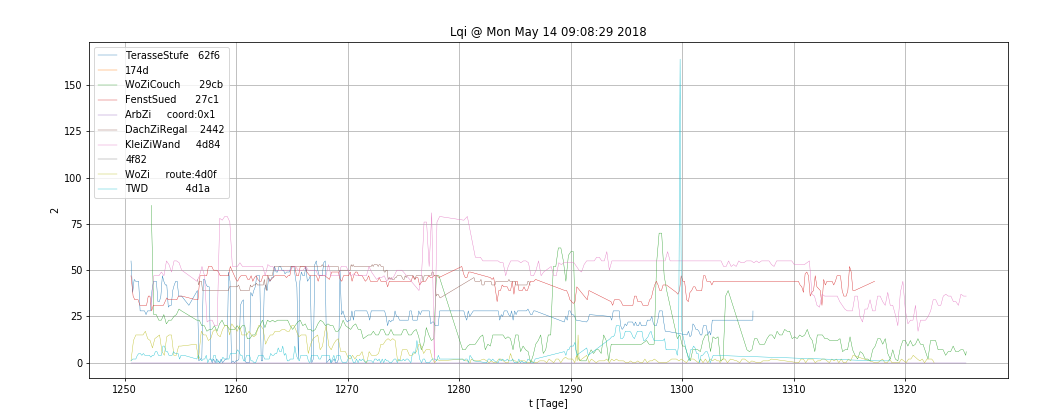 Lqi @ Mon May 14 09:08:29 2018
TerasseStufe 62f6
174d
WoZiCouch 29cb
FenstSued 27c1
ArbZi coord:0x1
DachZiRegal 2442
KleiZiWand 4d84
4f82
WoZi route:4d0f
TWD 4d1a
150
125
100
75
50
25
0
2
1250 1260 1270 1280 1290 1300 1310 1320
t [Tage]